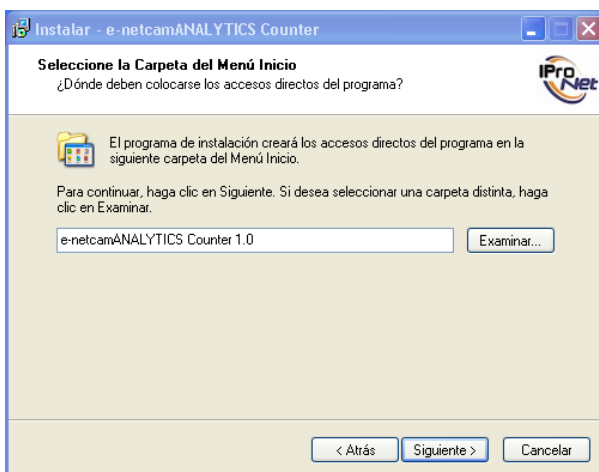 Instalar - e-netcamANALYTICS Counter
Seleccione la Carpeta del Menú Inicio
¿Dónde deben colocarse los accesos directos del programa?
IPro
Net
El programa de instalación creará los accesos directos del programa en la
siguiente carpeta del Menú Inicio.
Para continuar, haga clic en Siguiente. Si desea seleccionar una carpeta distinta, haga
clic en Examinar.
e-netcamANALYTICS Counter 1.0
Examinar...
< Atrás
Siguiente >
Cancelar